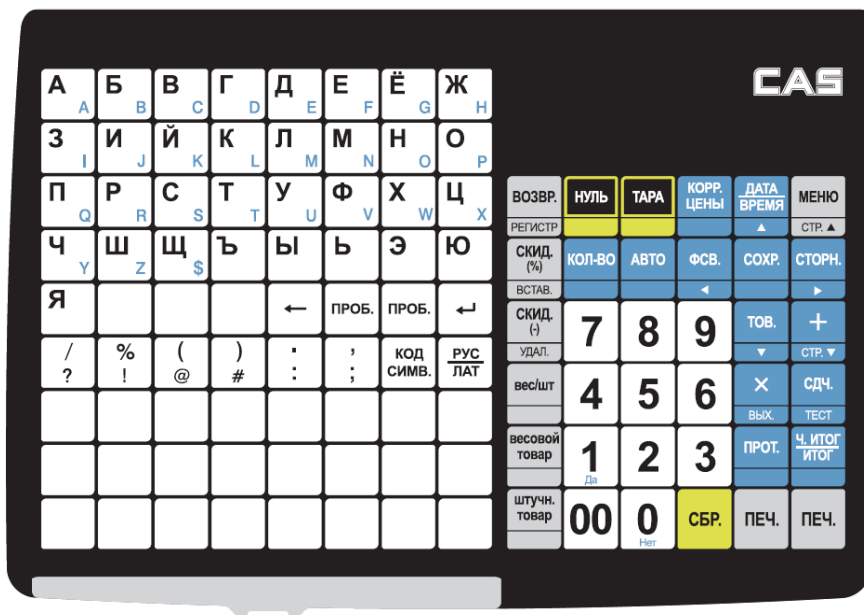 CAS
А A Б B В C Г D Д E Е F Ё G Ж H
З I И J Й K К L Л M М N Н O О P
П Q Р R С S Т T У U Ф V Х W Ц X
Ч Y Ш Z Щ $ Ъ Ы Ь Э Ю
Я ← ПРОБ. ПРОБ. ↵
/ % ( ) . , КОД РУС
? ! @ # : ; СИМВ. ЛАТ
ВОЗВР. НУЛЬ ТАРА КОРР. ЦЕНЫ ДАТА ВРЕМЯ МЕНЮ
РЕГИСТР ▲ СТР. ▲
СКИД. (%) КОЛ-ВО АВТО ФСВ. СОХР. СТОРН.
ВСТАВ. ◄ ►
СКИД. (-) 7 8 9 ТОВ. +
УДАЛ. ▼ СТР. ▼
вес/шт 4 5 6 × СДЧ.
ВЫХ. ТЕСТ
весовой товар 1 2 3 ПРОТ. Ч. ИТОГ ИТОГ
Да
штучн. товар 00 0 СБР. ПЕЧ. ПЕЧ.
Нет